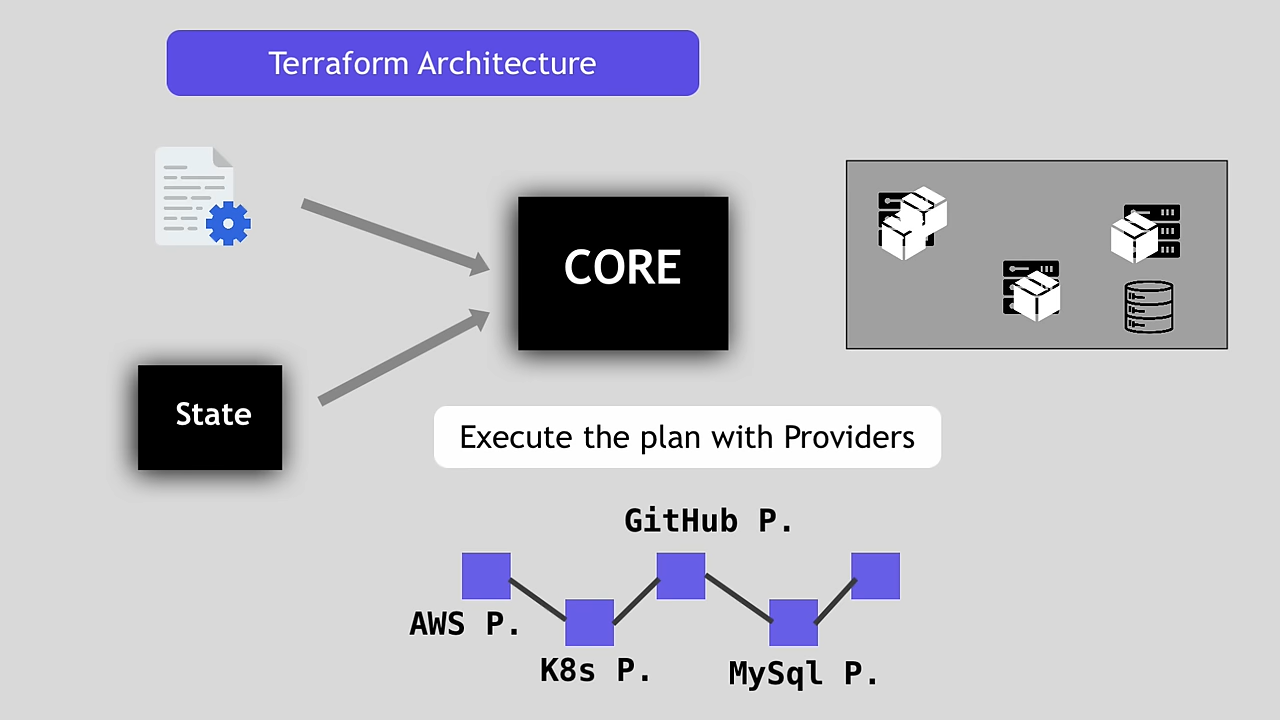 Terraform Architecture
CORE
State
Execute the plan with Providers
GitHub P.
AWS P.
K8s P.
MySql P.